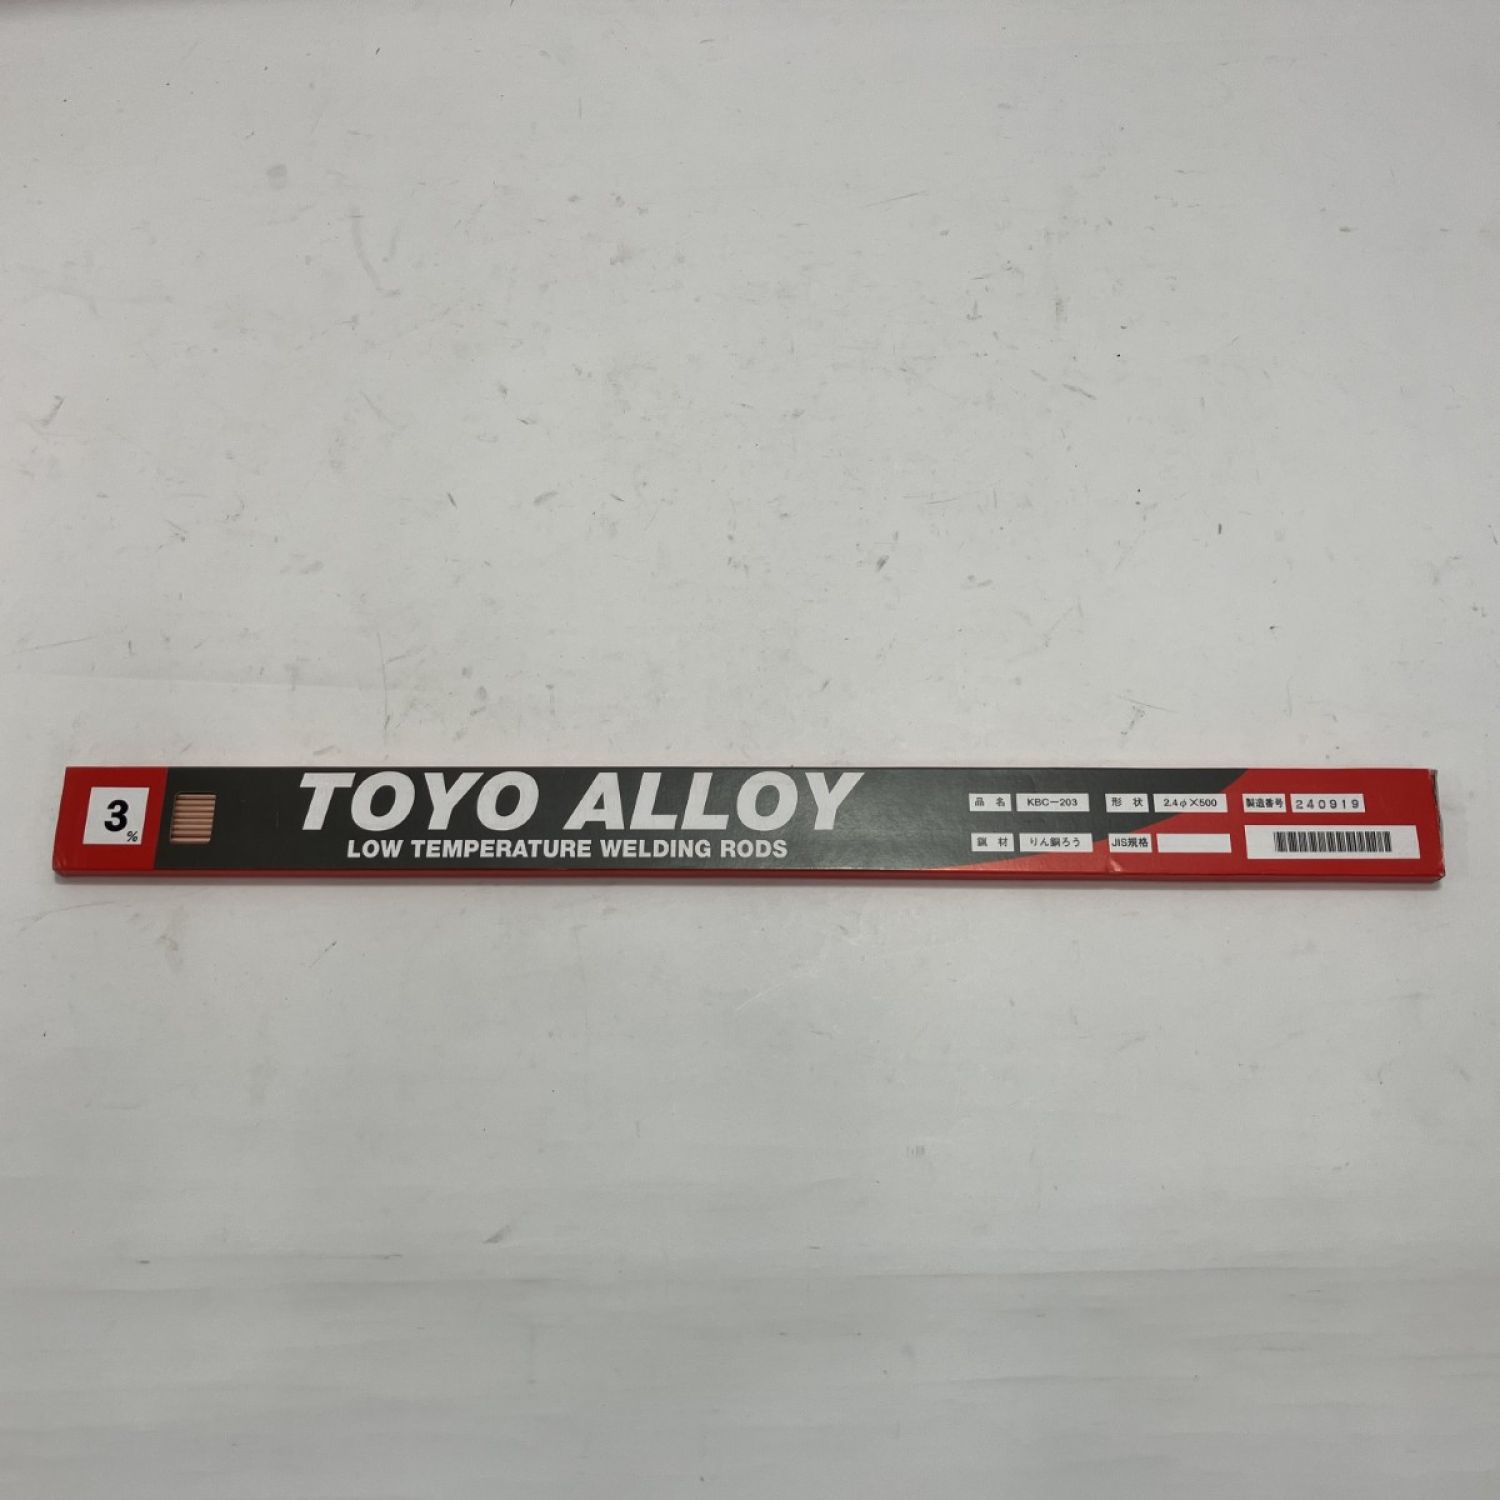 3%
TOYO ALLOY
LOW TEMPERATURE WELDING RODS
品名 KBC-203 形状 2.4φ×500 製造番号 240919
鎖材 りん銅ろう JIS規格